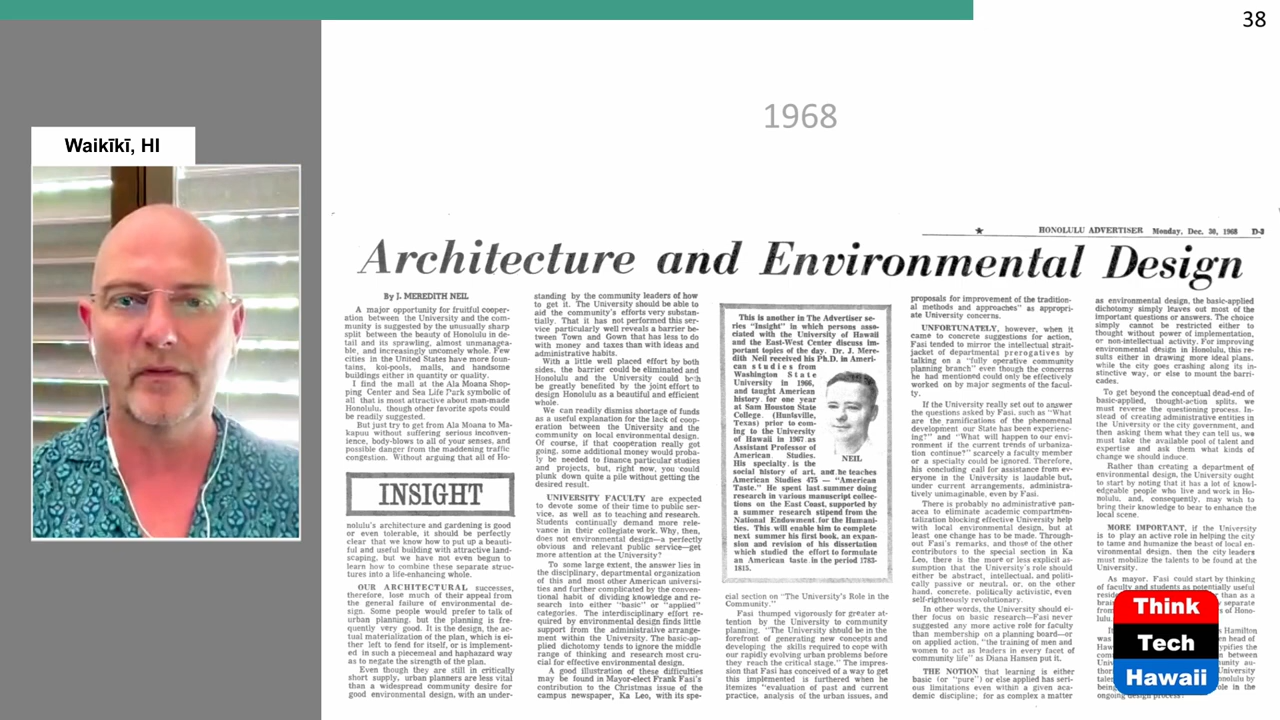 38
1968
Waikīkī, HI
HONOLULU ADVERTISER Monday, Dec. 30, 1968 D-3
Architecture and Environmental Design
By J. MEREDITH NEIL
A major opportunity for fruitful cooper-
ation between the University and the com-
munity is suggested by the unusually sharp
split between the beauty of Honolulu in de-
tail and its sprawling, almost unmanagea-
ble, and increasingly uncomely whole. Few
cities in the United States have more foun-
tains, koi-pools, malls, and handsome
buildings either in quantity or quality.
I find the mall at the Ala Moana Shop-
ping Center and Sea Life Park symbolic of
all that is most attractive about man-made
Honolulu, though other favorite spots could
be readily suggested.
But just try to get from Ala Moana to Ma-
kapuu without suffering serious inconven-
ience, body-blows to all of your senses, and
possible danger from the maddening traffic
congestion. Without arguing that all of Ho-
INSIGHT
nolulu's architecture and gardening is good
or even tolerable, it should be perfectly
clear that we know how to put up a beauti-
ful and useful building with attractive land-
scaping, but we have not even begun to
learn how to combine these separate struc-
tures into a life-enhancing whole.
OUR ARCHITECTURAL successes,
therefore, lose much of their appeal from
the general failure of environmental de-
sign. Some people would prefer to talk of
urban planning, but the planning is fre-
quently very good. It is the design, the ac-
tual materialization of the plan, which is ei-
ther left to fend for itself, or is implement-
ed in such a piecemeal and haphazard way
as to negate the strength of the plan.
Even though they are still in critically
short supply, urban planners are less vital
than a widespread community desire for
good environmental design, with an under-
standing by the community leaders of how
to get it. The University should be able to
aid the community's efforts very substan-
tially. That it has not performed this ser-
vice particularly well reveals a barrier be-
tween Town and Gown that has less to do
with money and taxes than with ideas and
administrative habits.
With a little well placed effort by both
sides, the barrier could be eliminated and
Honolulu and the University could both
be greatly benefited by the joint effort to
design Honolulu as a beautiful and efficient
whole.
We can readily dismiss shortage of funds
as a useful explanation for the lack of coop-
eration between the University and the
community on local environmental design.
Of course, if that cooperation really got
going, some additional money would proba-
bly be needed to finance particular studies
and projects, but, right now, you could
plunk down quite a pile without getting the
desired result.
UNIVERSITY FACULTY are expected
to devote some of their time to public ser-
vice, as well as to teaching and research.
Students continually demand more rele-
vance in their collegiate work. Why, then,
does not environmental design—a perfectly
obvious and relevant public service—get
more attention at the University?
To some large extent, the answer lies in
the disciplinary, departmental organization
of this and most other American universi-
ties and further complicated by the conven-
tional habit of dividing knowledge and re-
search into either "basic" or "applied"
categories. The interdisciplinary effort re-
quired by environmental design finds little
support from the administrative arrange-
ment within the University. The basic-ap-
plied dichotomy tends to ignore the middle
range of thinking and research most cru-
cial for effective environmental design.
A good illustration of these difficulties
may be found in Mayor-elect Frank Fasi's
contribution to the Christmas issue of the
campus newspaper, Ka Leo, with its spe-
This is another in The Advertiser se-
ries "Insight" in which persons asso-
ciated with the University of Hawaii
and the East-West Center discuss im-
portant topics of the day. Dr. J. Mere-
dith Neil received his Ph.D. in Ameri-
can studies from
Washington State
University in 1966,
and taught American
history for one year
at Sam Houston State
College. (Huntsville,
Texas) prior to com-
ing to the University
of Hawaii in 1967 as
Assistant Professor of
American Studies.
His specialty is the
social history of art, and he teaches
American Studies 475 — "American
Taste." He spent last summer doing
research in various manuscript collec-
tions on the East Coast, supported by
a summer research stipend from the
National Endowment for the Humani-
ties. This will enable him to complete
next summer his first book, an expan-
sion and revision of his dissertation
which studied the effort to formulate
an American taste in the period 1783-
1815.
NEIL
cial section on "The University's Role in the
Community."
Fasi thumped vigorously for greater at-
tention by the University to community
planning. "The University should be in the
forefront of generating new concepts and
developing the skills required to cope with
our rapidly evolving urban problems before
they reach the critical stage." The impres-
sion that Fasi has conceived of a way to get
this implemented is furthered when he
itemizes "evaluation of past and current
practice, analysis of the urban issues, and
proposals for improvement of the tradition-
al methods and approaches" as appropri-
ate University concerns.
UNFORTUNATELY, however, when it
came to concrete suggestions for action,
Fasi tended to mirror the intellectual strait-
jacket of departmental prerogatives by
talking on a "fully operative community
planning branch" even though the concerns
he had mentioned could only be effectively
worked on by major segments of the facul-
ty.
If the University really set out to answer
the questions asked by Fasi, such as "What
are the ramifications of the phenomenal
development our State has been experienc-
ing?" and "What will happen to our envi-
ronment if the current trends of urbaniza-
tion continue?" scarcely a faculty member
or a specialty could be ignored. Therefore,
his concluding call for assistance from ev-
eryone in the University is laudable but,
under current arrangements, administra-
tively unimaginable, even by Fasi.
There is probably no administrative pan-
acea to eliminate academic compartmen-
talization blocking effective University help
with local environmental design, but at
least one change has to be made. Through-
out Fasi's remarks, and those of the other
contributors to the special section in Ka
Leo, there is the more or less explicit as-
sumption that the University's role should
either be abstract, intellectual, and politi-
cally passive or neutral, or, on the other
hand, concrete, politically activist, even
self-righteously revolutionary.
In other words, the University should ei-
ther focus on basic research—Fasi never
suggested any more active role for faculty
than membership on a planning board—or
on applied action, "the training of men and
women to act as leaders in every facet of
community life" as Diana Hansen put it.
THE NOTION that learning is either
basic (or "pure") or else applied has seri-
ous limitations even within a given aca-
demic discipline; for as complex a matter
as environmental design, the basic-applied
dichotomy simply leaves out most of the
important questions or answers. The choice
simply cannot be restricted either to
thought without power of implementation,
or non-intellectual activity. For improving
environmental design in Honolulu, this re-
sults either in drawing more ideal plans,
while the city goes crashing along its in-
stinctive way, or else to mount the barri-
cades.
To get beyond the conceptual dead-end of
basic-applied, thought-action splits, we
must reverse the questioning process. In-
stead of creating administrative entities in
the University or the city government, and
then asking them what they can tell us, we
must take the available pool of talent and
expertise and ask them what kinds of
change we should induce.
Rather than creating a department of
environmental design, the University ought
to start by noting that it has a lot of knowl-
edgeable people who live and work in Ho-
nolulu, and, consequently, may wish to
bring their knowledge to bear to enhance the
local scene.
MORE IMPORTANT, if the University
is to play an active role in helping the city
to tame and humanize the beast of local en-
vironmental design, then the city leaders
must mobilize the talents to be found at the
University.
As mayor, Fasi could start by thinking
of faculty and students as potentially useful
Think
Tech
Hawaii